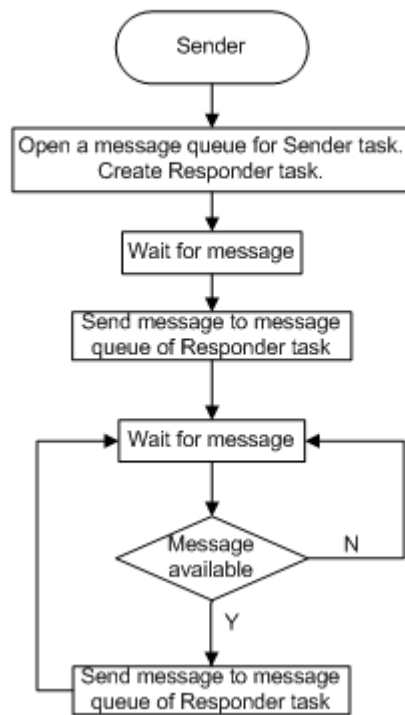 Sender
Open a message queue for Sender task.
Create Responder task.
Wait for message
Send message to message
queue of Responder task
Wait for message
Message
available
N
Y
Send message to message
queue of Responder task